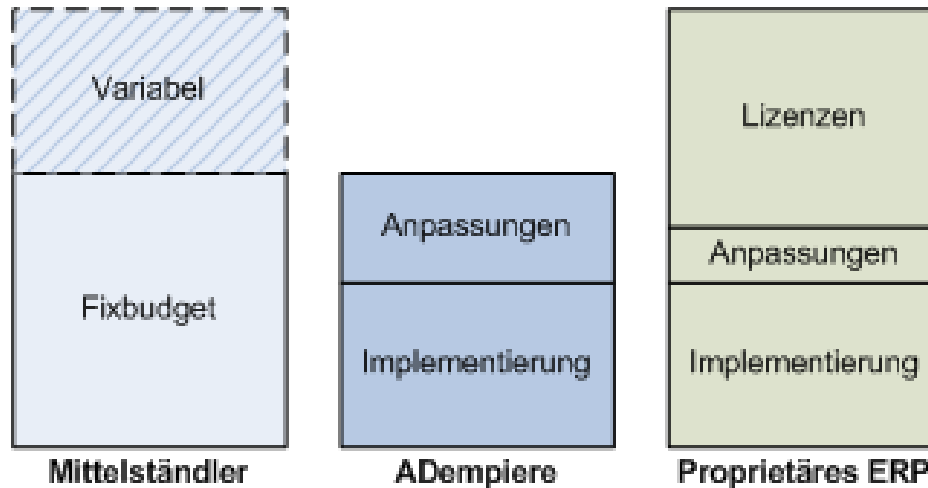 Variabel
Fixbudget
Mittelständler
Anpassungen
Implementierung
ADempiere
Lizenzen
Anpassungen
Implementierung
Proprietäres ERP